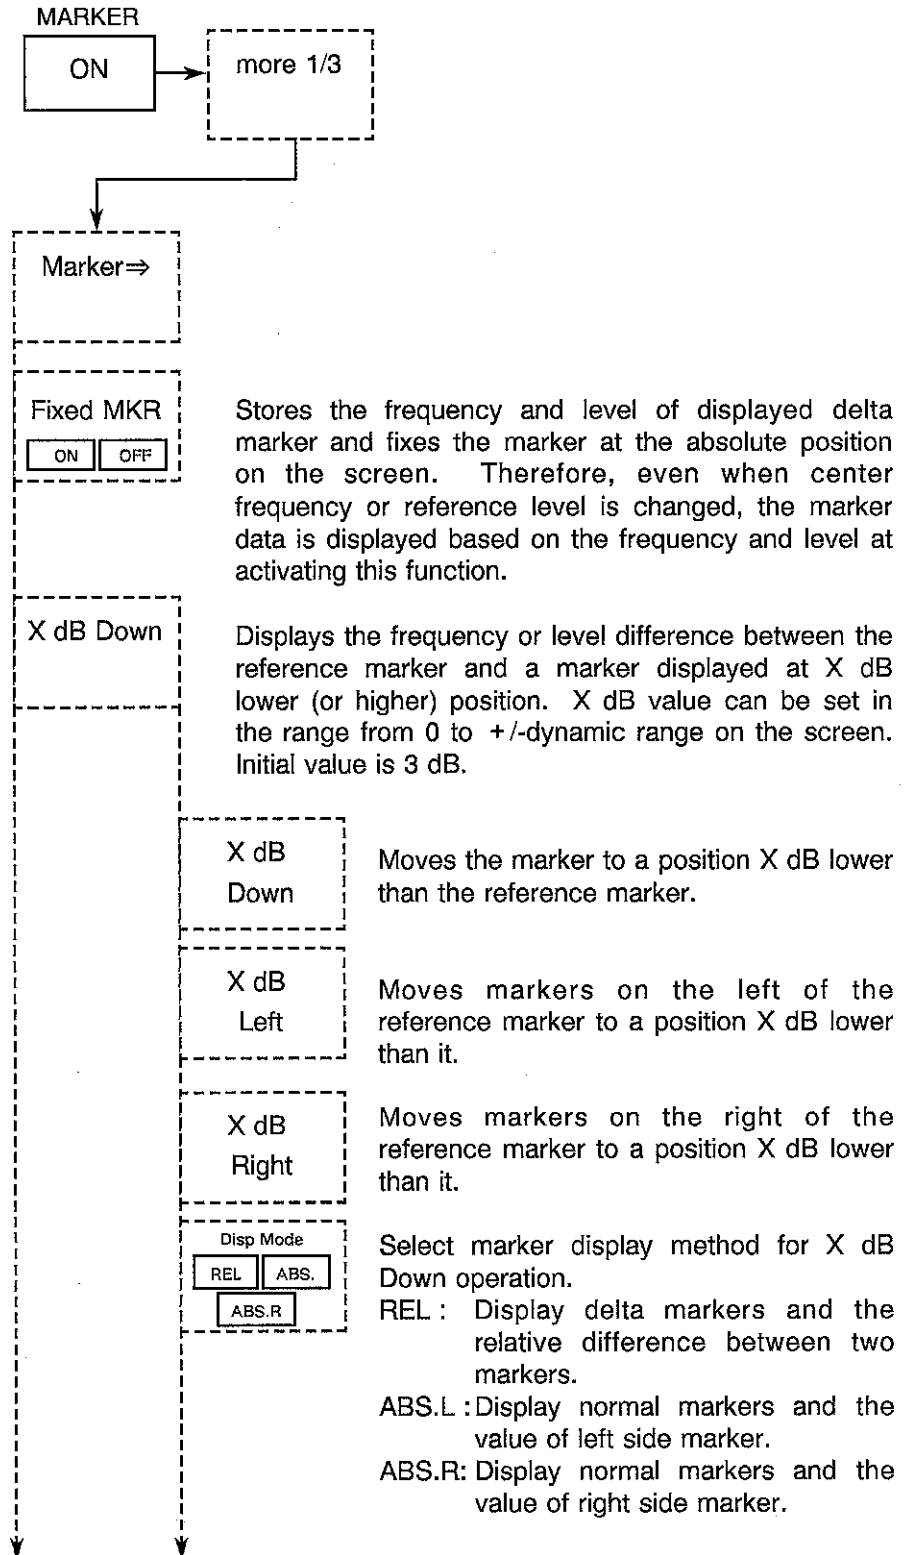 MARKER
ON
more 1/3
Marker⇒
Fixed MKR
ON OFF
Stores the frequency and level of displayed delta
marker and fixes the marker at the absolute position
on the screen. Therefore, even when center
frequency or reference level is changed, the marker
data is displayed based on the frequency and level at
activating this function.
X dB Down
Displays the frequency or level difference between the
reference marker and a marker displayed at X dB
lower (or higher) position. X dB value can be set in
the range from 0 to +/-dynamic range on the screen.
Initial value is 3 dB.
X dB
Down
Moves the marker to a position X dB lower
than the reference marker.
X dB
Left
Moves markers on the left of the
reference marker to a position X dB lower
than it.
X dB
Right
Moves markers on the right of the
reference marker to a position X dB lower
than it.
Disp Mode
REL ABS.
ABS.R
Select marker display method for X dB
Down operation.
REL : Display delta markers and the
relative difference between two
markers.
ABS.L : Display normal markers and the
value of left side marker.
ABS.R: Display normal markers and the
value of right side marker.